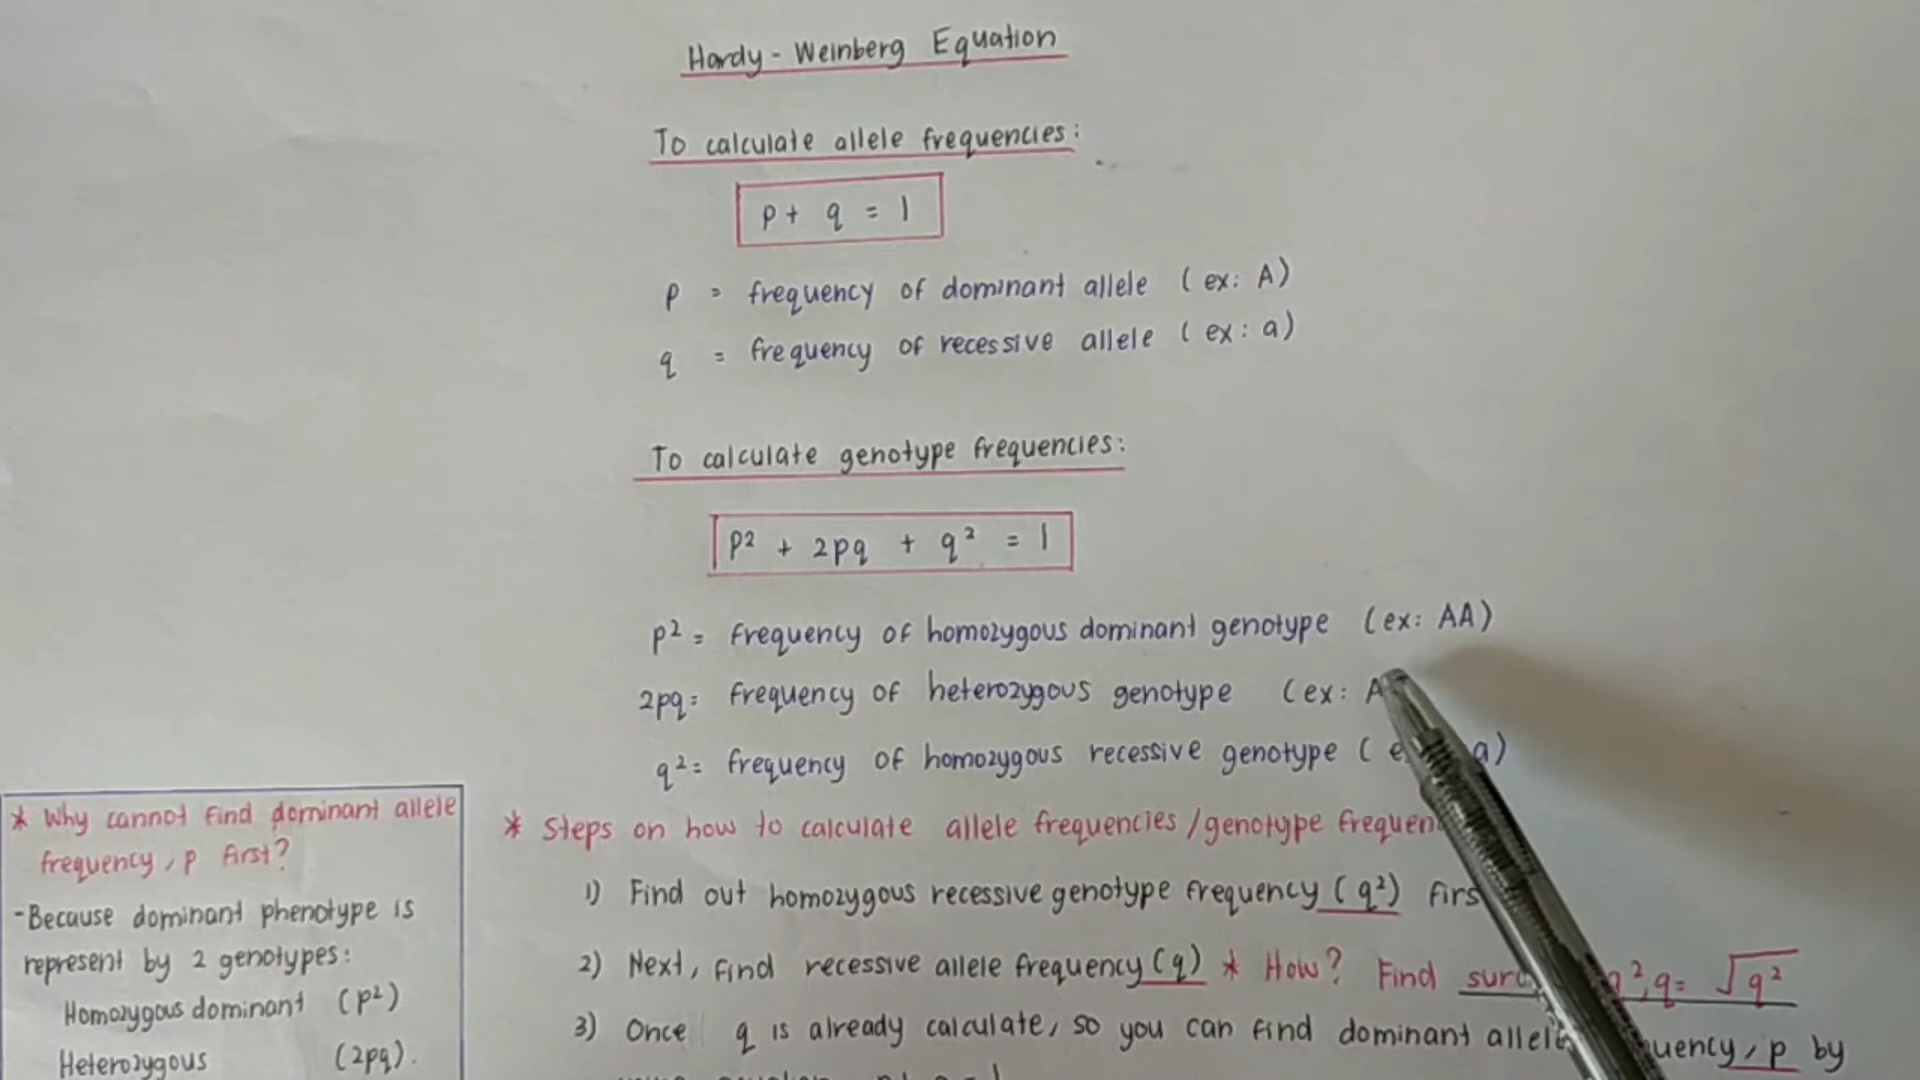 Hardy - Weinberg Equation
To calculate allele frequencies:
p + q = 1
p = frequency of dominant allele (ex: A)
q = frequency of recessive allele (ex: a)
To calculate genotype frequencies:
p² + 2pq + q² = 1
p² = frequency of homozygous dominant genotype (ex: AA)
2pq = frequency of heterozygous genotype (ex: A
q² = frequency of homozygous recessive genotype ( a)
* Steps on how to calculate allele frequencies/genotype
1) Find out homozygous recessive genotype frequency (q²)
2) Next, find recessive allele frequency (q) * How? Find q² , q = √q²
3) Once q is already calculate, so you can find dominant p by
* Why cannot find dominant allele
frequency, p first?
- Because dominant phenotype is
represent by 2 genotypes:
Homozygous dominant (p²)
Heterozygous (2pq).